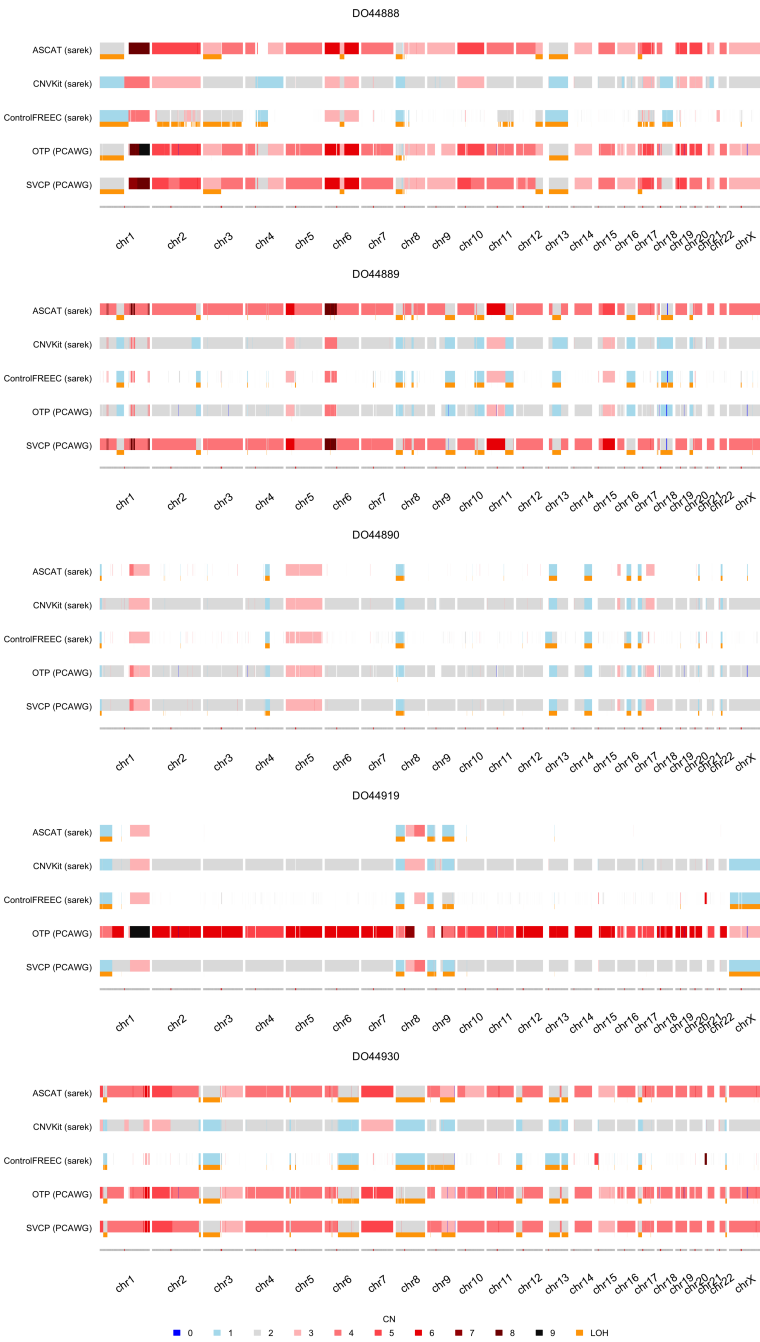 DO44888
ASCAT (sarek)
CNVKit (sarek)
ControlFREEC (sarek)
OTP (PCAWG)
SVCP (PCAWG)
chr1 chr2 chr3 chr4 chr5 chr6 chr7 chr8 chr9 chr10 chr11 chr12 chr13 chr14 chr15 chr16 chr17 chr18 chr19 chr20 chr21 chr22 chrX
DO44889
ASCAT (sarek)
CNVKit (sarek)
ControlFREEC (sarek)
OTP (PCAWG)
SVCP (PCAWG)
chr1 chr2 chr3 chr4 chr5 chr6 chr7 chr8 chr9 chr10 chr11 chr12 chr13 chr14 chr15 chr16 chr17 chr18 chr19 chr20 chr21 chr22 chrX
DO44890
ASCAT (sarek)
CNVKit (sarek)
ControlFREEC (sarek)
OTP (PCAWG)
SVCP (PCAWG)
chr1 chr2 chr3 chr4 chr5 chr6 chr7 chr8 chr9 chr10 chr11 chr12 chr13 chr14 chr15 chr16 chr17 chr18 chr19 chr20 chr21 chr22 chrX
DO44919
ASCAT (sarek)
CNVKit (sarek)
ControlFREEC (sarek)
OTP (PCAWG)
SVCP (PCAWG)
chr1 chr2 chr3 chr4 chr5 chr6 chr7 chr8 chr9 chr10 chr11 chr12 chr13 chr14 chr15 chr16 chr17 chr18 chr19 chr20 chr21 chr22 chrX
DO44930
ASCAT (sarek)
CNVKit (sarek)
ControlFREEC (sarek)
OTP (PCAWG)
SVCP (PCAWG)
chr1 chr2 chr3 chr4 chr5 chr6 chr7 chr8 chr9 chr10 chr11 chr12 chr13 chr14 chr15 chr16 chr17 chr18 chr19 chr20 chr21 chr22 chrX
CN
0 1 2 3 4 5 6 7 8 9 LOH